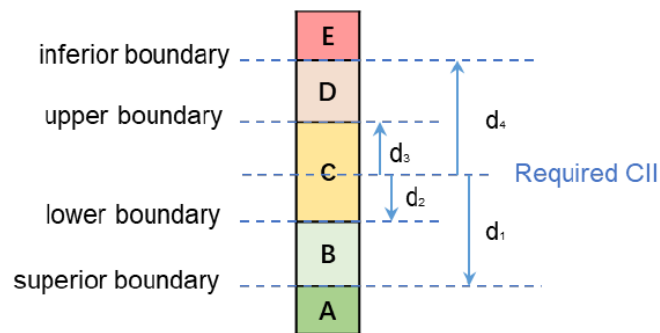 E
inferior boundary
D
upper boundary
d₄
d₃
C
Required CII
d₂
lower boundary
d₁
B
superior boundary
A